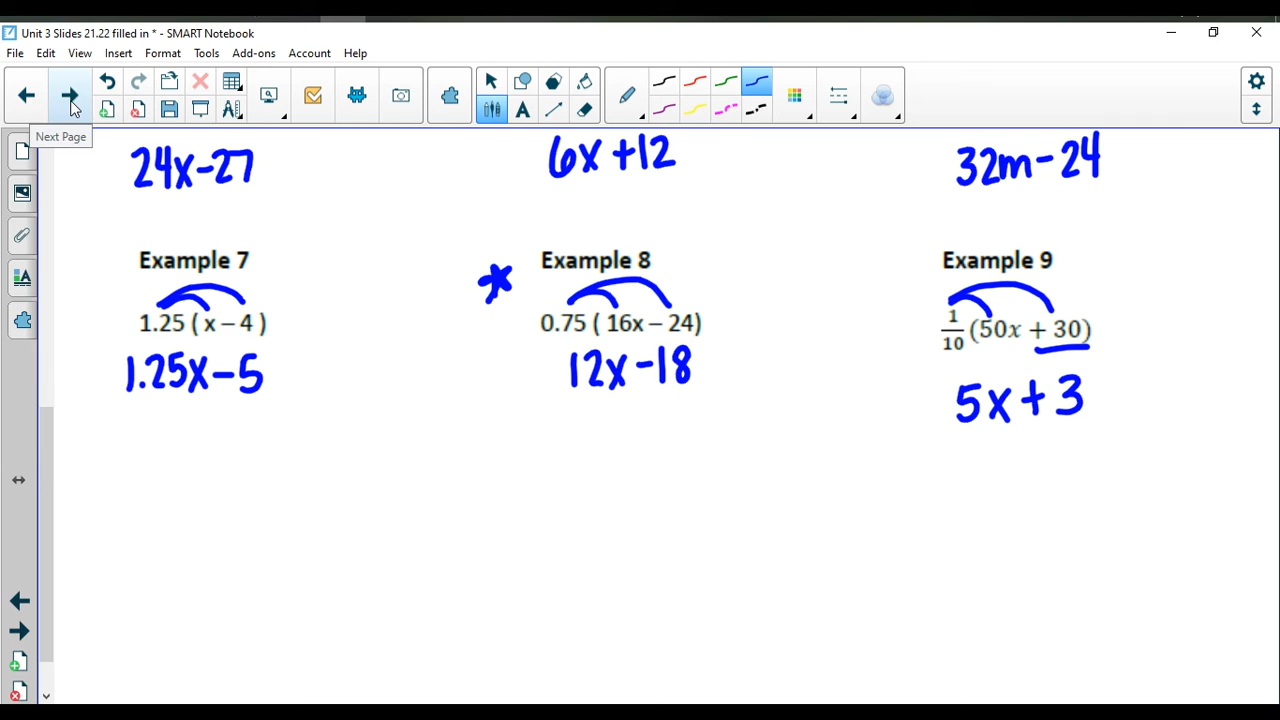 Unit 3 Slides 21.22 filled in * - SMART Notebook
File Edit View Insert Format Tools Add-ons Account Help
Next Page
24x-27
6x+12
32m-24
Example 7
Example 8
Example 9
1.25 ( x – 4 )
* 0.75 ( 16x – 24)
1/10 (50x + 30)
1.25x-5
12x-18
5x+3